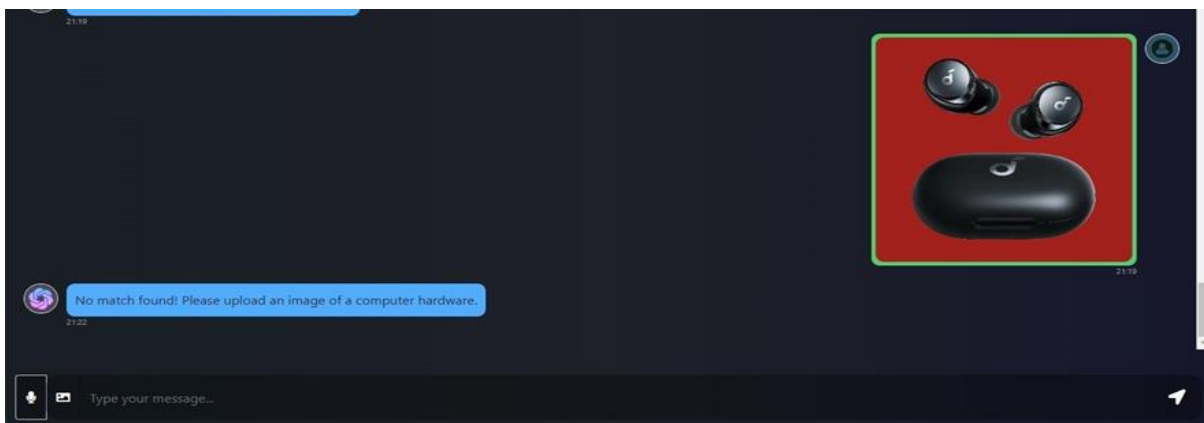 21:19
21:19
No match found! Please upload an image of a computer hardware.
21:22
Type your message...